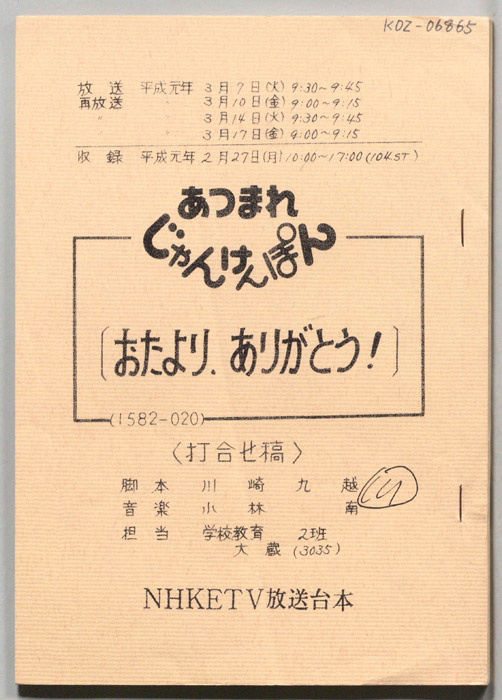 KOZ-06865
放送 平成元年 3月7日(火) 9:30~9:45
再放送 3月10日(金) 9:00~9:15
〃 3月14日(火) 9:30~9:45
3月17日(金) 9:00~9:15
収録 平成元年2月27日(月)10:00~17:00(104ST)
あつまれ
じゃんけんぽん
〔おたより、ありがとう!〕
(1582-020)
〈打合せ稿〉
脚本 川崎九越
音楽 小林南
担当 学校教育 2班
大蔵(3035)
NHKETV放送台本